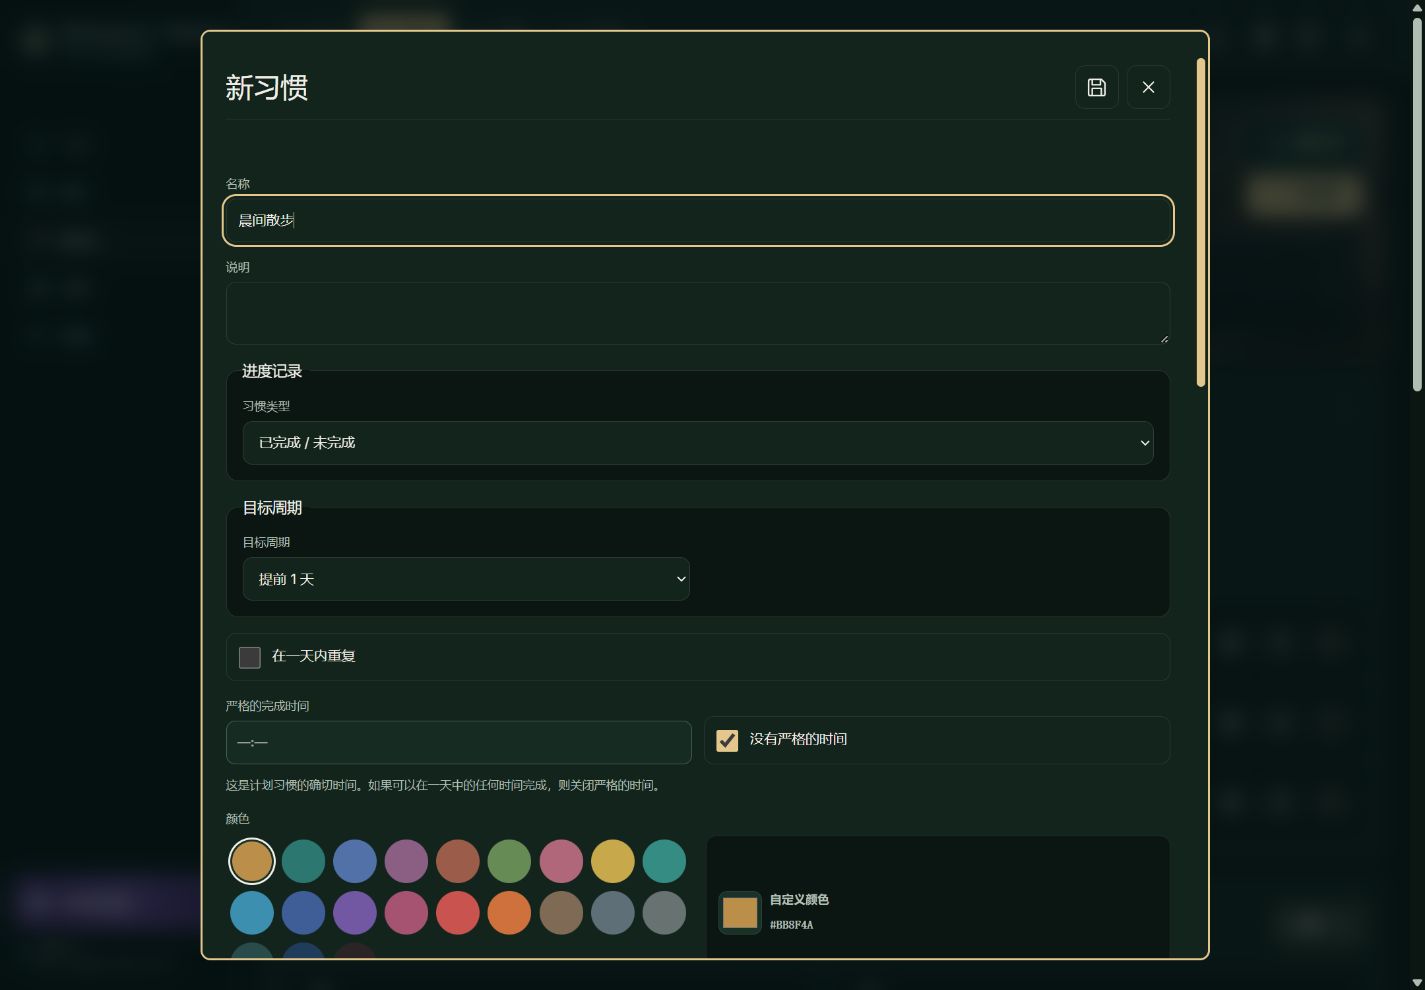 新习惯
名称
晨间散步
说明
进度记录
习惯类型
已完成 / 未完成
目标周期
目标周期
提前 1 天
在一天内重复
严格的完成时间
—:—
没有严格的时间
这是计划习惯的确切时间。如果可以在一天中的任何时间完成，则关闭严格的时间。
颜色
自定义颜色
#BB8F4A